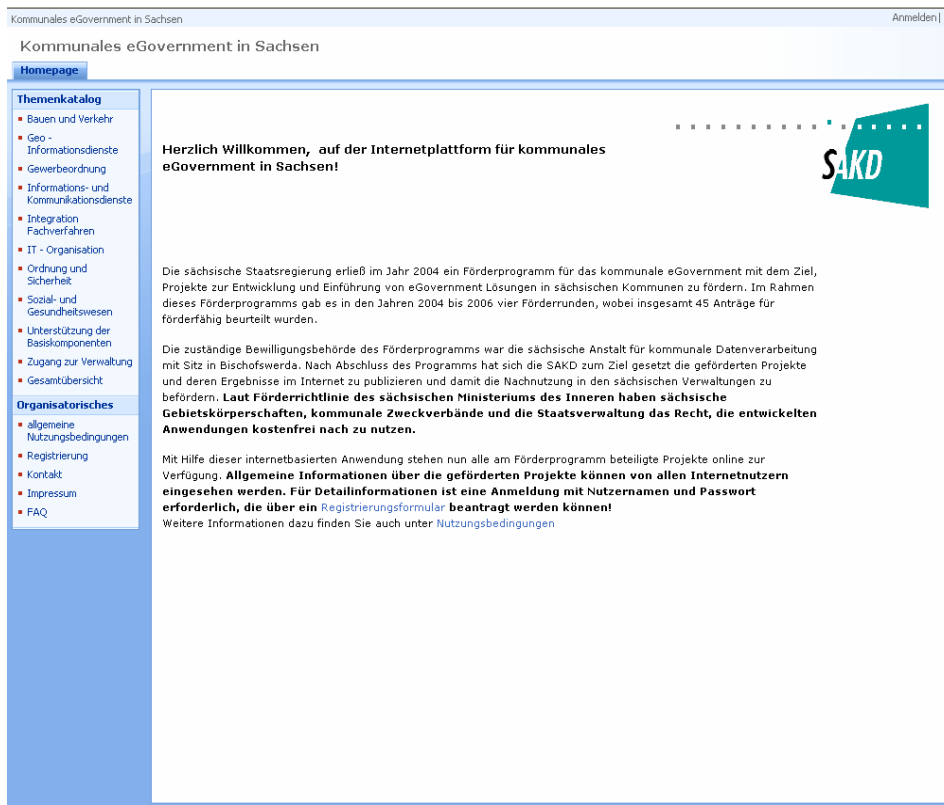 Kommunales eGovernment in Sachsen
Anmelden|
Kommunales eGovernment in Sachsen
Homepage
Themenkatalog
Bauen und Verkehr
Geo -
Informationsdienste
Gewerbeordnung
Informations- und
Kommunikationsdienste
Integration
Fachverfahren
IT - Organisation
Ordnung und
Sicherheit
Sozial- und
Gesundheitswesen
Unterstützung der
Basiskomponenten
Zugang zur Verwaltung
Gesamtübersicht
Organisatorisches
allgemeine
Nutzungsbedingungen
Registrierung
Kontakt
Impressum
FAQ
Herzlich Willkommen, auf der Internetplattform für kommunales
eGovernment in Sachsen!
SAKD
Die sächsische Staatsregierung erließ im Jahr 2004 ein Förderprogramm für das kommunale eGovernment mit dem Ziel,
Projekte zur Entwicklung und Einführung von eGovernment Lösungen in sächsischen Kommunen zu fördern. Im Rahmen
dieses Förderprogramms gab es in den Jahren 2004 bis 2006 vier Förderrunden, wobei insgesamt 45 Anträge für
förderfähig beurteilt wurden.
Die zuständige Bewilligungsbehörde des Förderprogramms war die sächsische Anstalt für kommunale Datenverarbeitung
mit Sitz in Bischofswerda. Nach Abschluss des Programms hat sich die SAKD zum Ziel gesetzt die geförderten Projekte
und deren Ergebnisse im Internet zu publizieren und damit die Nachnutzung in den sächsischen Verwaltungen zu
befördern. Laut Förderrichtlinie des sächsischen Ministeriums des Inneren haben sächsische
Gebietskörperschaften, kommunale Zweckverbände und die Staatsverwaltung das Recht, die entwickelten
Anwendungen kostenfrei nach zu nutzen.
Mit Hilfe dieser internetbasierten Anwendung stehen nun alle am Förderprogramm beteiligte Projekte online zur
Verfügung. Allgemeine Informationen über die geförderten Projekte können von allen Internetnutzern
eingesehen werden. Für Detailinformationen ist eine Anmeldung mit Nutzernamen und Passwort
erforderlich, die über ein Registrierungsformular beantragt werden können!
Weitere Informationen dazu finden Sie auch unter Nutzungsbedingungen